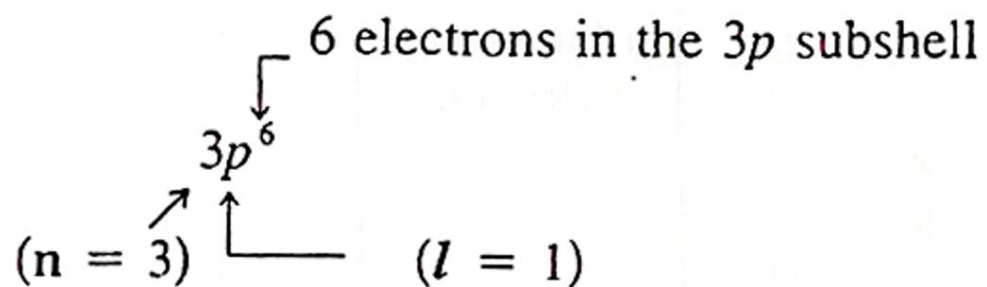 6 electrons in the 3p subshell
3p⁶
(n = 3) (l = 1)